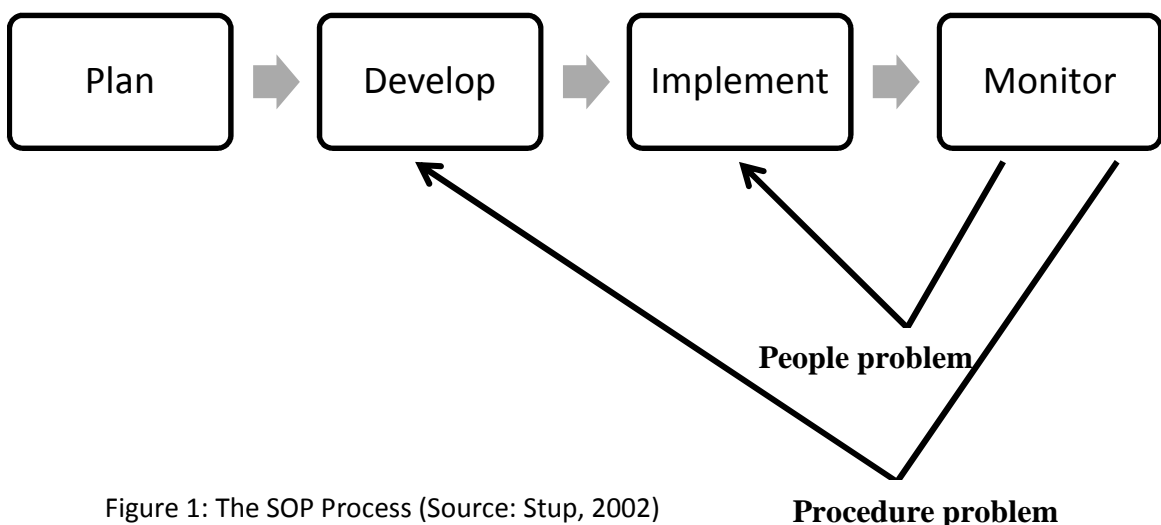 Plan
Develop
Implement
Monitor
People problem
Figure 1: The SOP Process (Source: Stup, 2002)
Procedure problem